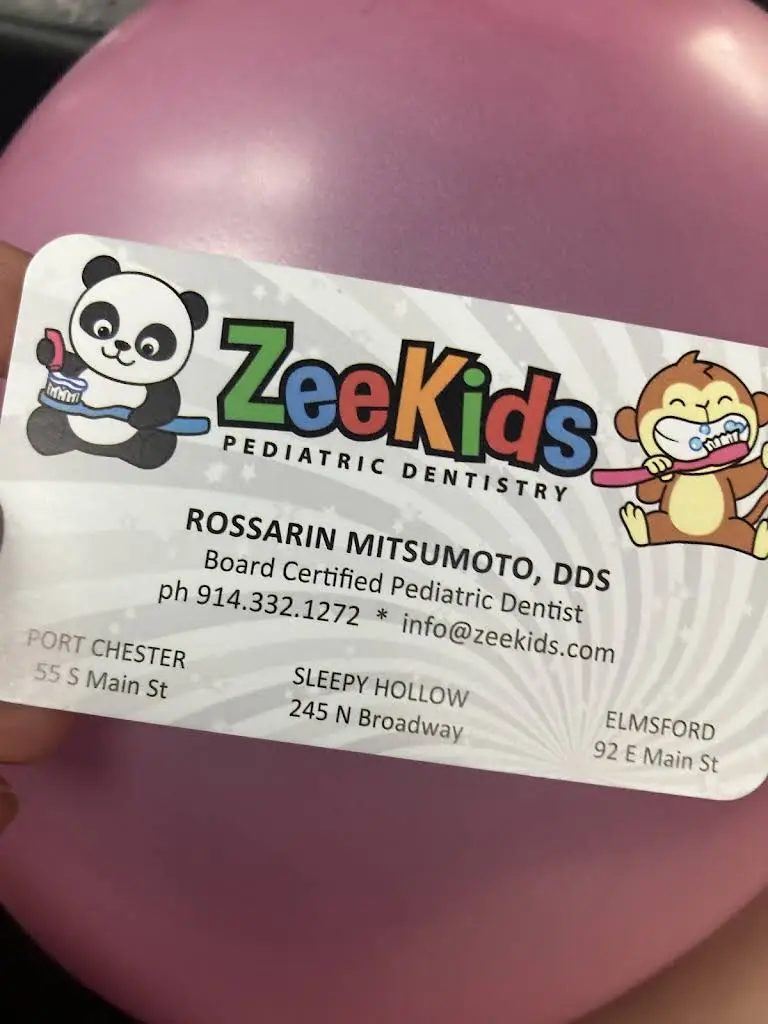 ZeeKids
PEDIATRIC DENTISTRY
ROSSARIN MITSUMOTO, DDS
Board Certified Pediatric Dentist
ph 914.332.1272 * info@zeekids.com
PORT CHESTER
55 S Main St
SLEEPY HOLLOW
245 N Broadway
ELMSFORD
92 E Main St